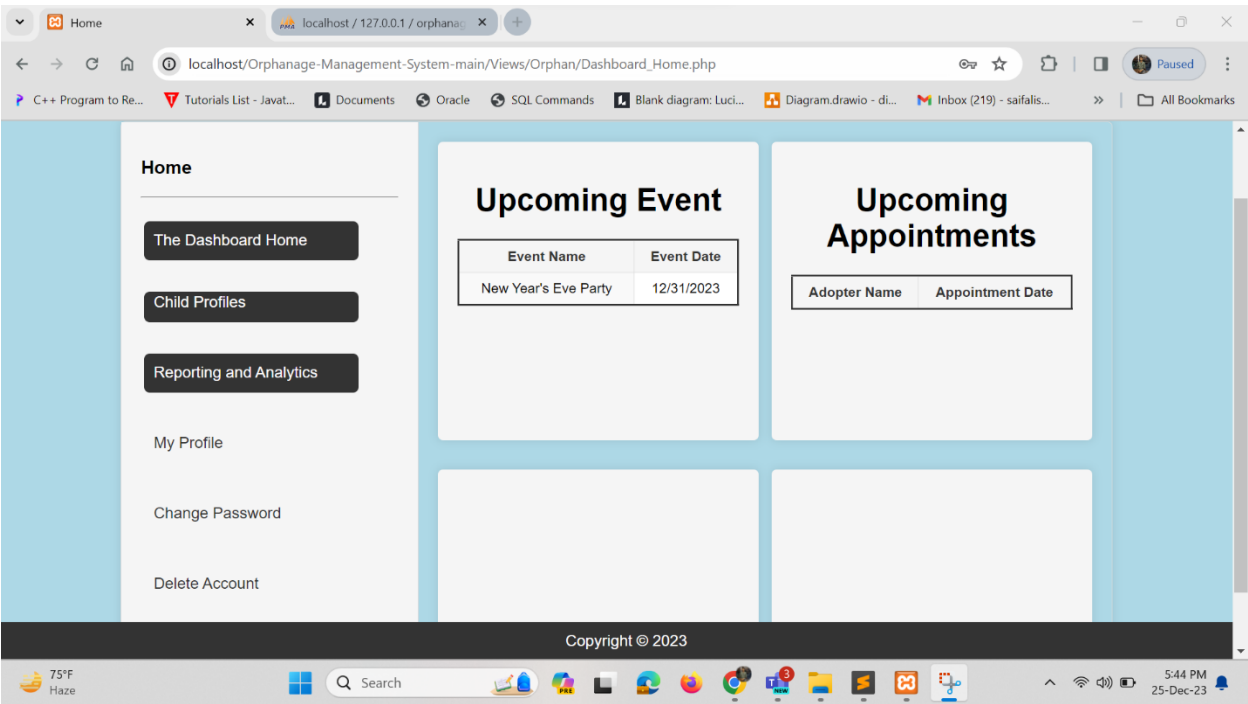 Home
localhost / 127.0.0.1 / orphanag
localhost/Orphanage-Management-System-main/Views/Orphan/Dashboard_Home.php
Paused
C++ Program to Re...
Tutorials List - Javat...
Documents
Oracle
SQL Commands
Blank diagram: Luci...
Diagram.drawio - di...
Inbox (219) - saifalis...
»
All Bookmarks
Home
The Dashboard Home
Child Profiles
Reporting and Analytics
My Profile
Change Password
Delete Account
Upcoming Event
Event Name Event Date
New Year's Eve Party 12/31/2023
Upcoming
Appointments
Adopter Name Appointment Date
Copyright © 2023
75°F
Haze
Search
PRE
3
NEW
5:44 PM
25-Dec-23